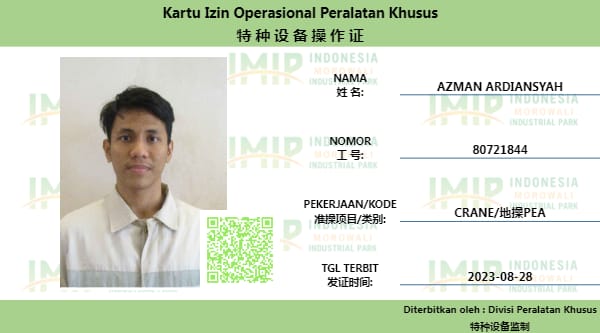 Kartu Izin Operasional Peralatan Khusus
特种设备操作证
IMIP INDONESIA MOROWALI INDUSTRIAL PARK
NAMA
姓 名:
AZMAN ARDIANSYAH
NOMOR
工 号:
80721844
PEKERJAAN/KODE
准操项目/类别:
CRANE/地操PEA
TGL TERBIT
发证时间:
2023-08-28
Diterbitkan oleh : Divisi Peralatan Khusus
特种设备监制